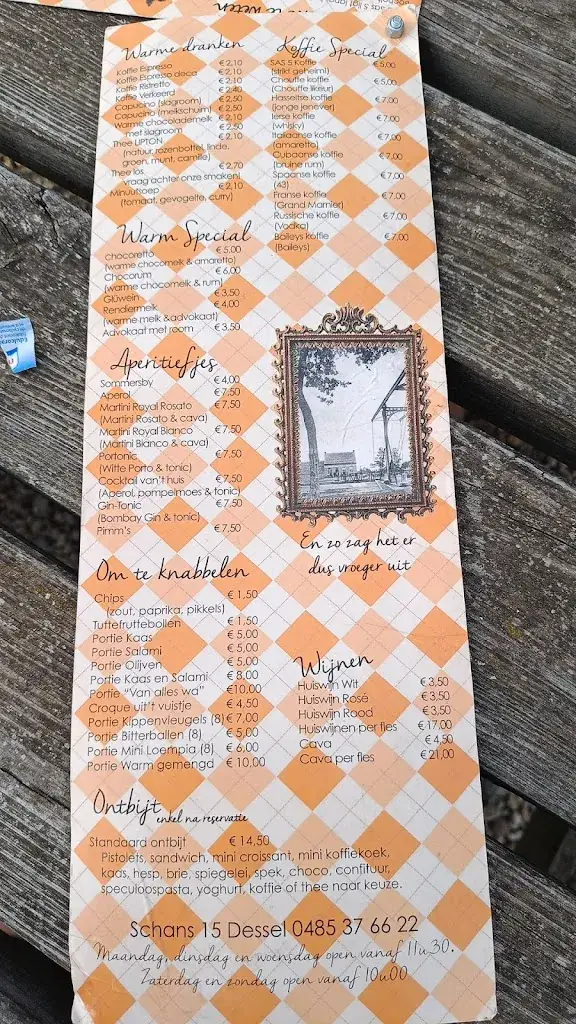 Warme dranken
Koffie Espresso € 2,10
Koffie Espresso deca € 2,10
Koffie Ristretto € 2,10
Koffie Verkeerd € 2,40
Capucino (slagroom) € 2,50
Capucino (melkschuim) € 2,50
Warme chocolademelk € 2,10
met slagroom € 2,50
Thee LIPTON € 2,10
(natuur, rozenbottel, linde,
groen, munt, camille)
Thee los € 2,70
vraag achter onze smaken!
Minuutsoep € 2,10
(tomaat, gevogelte, curry)
Warm Special
Chocoretto € 5,00
(warme chocomelk & amaretto)
Chocorum € 6,00
(warme chocomelk & rum)
Glüwein € 3,50
Rendiermelk € 4,00
(warme melk &advokaat)
Advokaat met room € 3,50
Aperitiefjes
Sommersby € 4,00
Aperol € 7,50
Martini Royal Rosato € 7,50
(Martini Rosato & cava)
Martini Royal Bianco € 7,50
(Martini Bianco & cava)
Portonic € 7,50
(Witte Porto & tonic)
Cocktail van't huis € 7,50
(Aperol, pompelmoes & tonic)
Gin-Tonic € 7,50
(Bombay Gin & tonic)
Pimm's € 7,50
Om te knabbelen
Chips € 1,50
(zout, paprika, pikkels)
Tuttefruttebollen € 1,50
Portie Kaas € 5,00
Portie Salami € 5,00
Portie Olijven € 5,00
Portie Kaas en Salami € 8,00
Portie "Van alles wa" €10,00
Croque uit't vuistje € 4,50
Portie Kippenvleugels (8) € 7,00
Portie Bitterballen (8) € 5,00
Portie Mini Loempia (8) € 6,00
Portie Warm gemengd € 10,00
Koffie Special
SAS 5 Koffie € 5,00
(strikt geheim!)
Chouffe koffie € 5,00
(Chouffe likeur)
Hasseltse koffie € 7,00
(jonge jenever)
Ierse koffie € 7,00
(whisky)
Italiaanse koffie € 7,00
(amarette)
Cubaanse koffie € 7,00
(bruine rum)
Spaanse koffie € 7,00
(43)
Franse koffie € 7,00
(Grand Marnier)
Russische koffie € 7,00
(Vodka)
Baileys koffie € 7,00
(Baileys)
En zo zag het er
dus vroeger uit
Wijnen
Huiswijn Wit € 3,50
Huiswijn Rosé € 3,50
Huiswijn Rood € 3,50
Huiswijnen per fles € 17,00
Cava € 4,50
Cava per fles € 21,00
Ontbijt enkel na reservatie
Standaard ontbijt € 14,50
Pistolets, sandwich, mini croissant, mini koffiekoek,
kaas, hesp, brie, spiegelei, spek, choco, confituur,
speculoospasta, yoghurt, koffie of thee naar keuze.
Schans 15 Dessel 0485 37 66 22
Maandag, dinsdag en woensdag open vanaf 11u30.
Zaterdag en zondag open vanaf 10u00